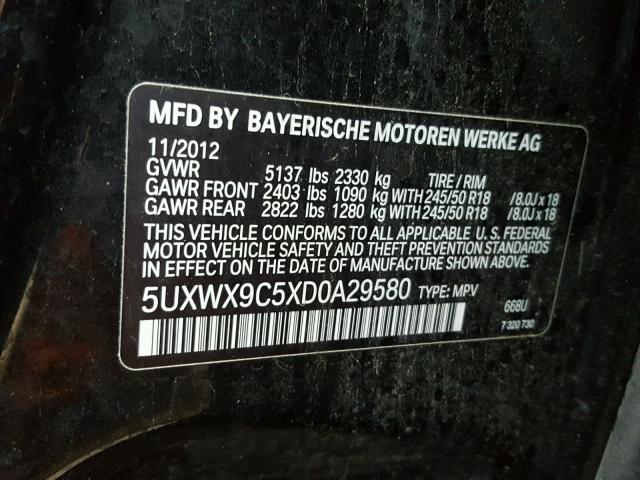 MFD BY BAYERISCHE MOTOREN WERKE AG
11/2012
GVWR 5137 lbs 2330 kg TIRE / RIM
GAWR FRONT 2403 lbs 1090 kg WITH 245/50 R18 /8.0J x 18
GAWR REAR 2822 lbs 1280 kg WITH 245/50 R18 /8.0J x 18
THIS VEHICLE CONFORMS TO ALL APPLICABLE U.S. FEDERAL
MOTOR VEHICLE SAFETY AND THEFT PREVENTION STANDARDS
IN EFFECT ON THE DATE OF MANUFACTURE SHOWN ABOVE.
5UXWX9C5XD0A29580 TYPE: MPV
668U
7 320 730